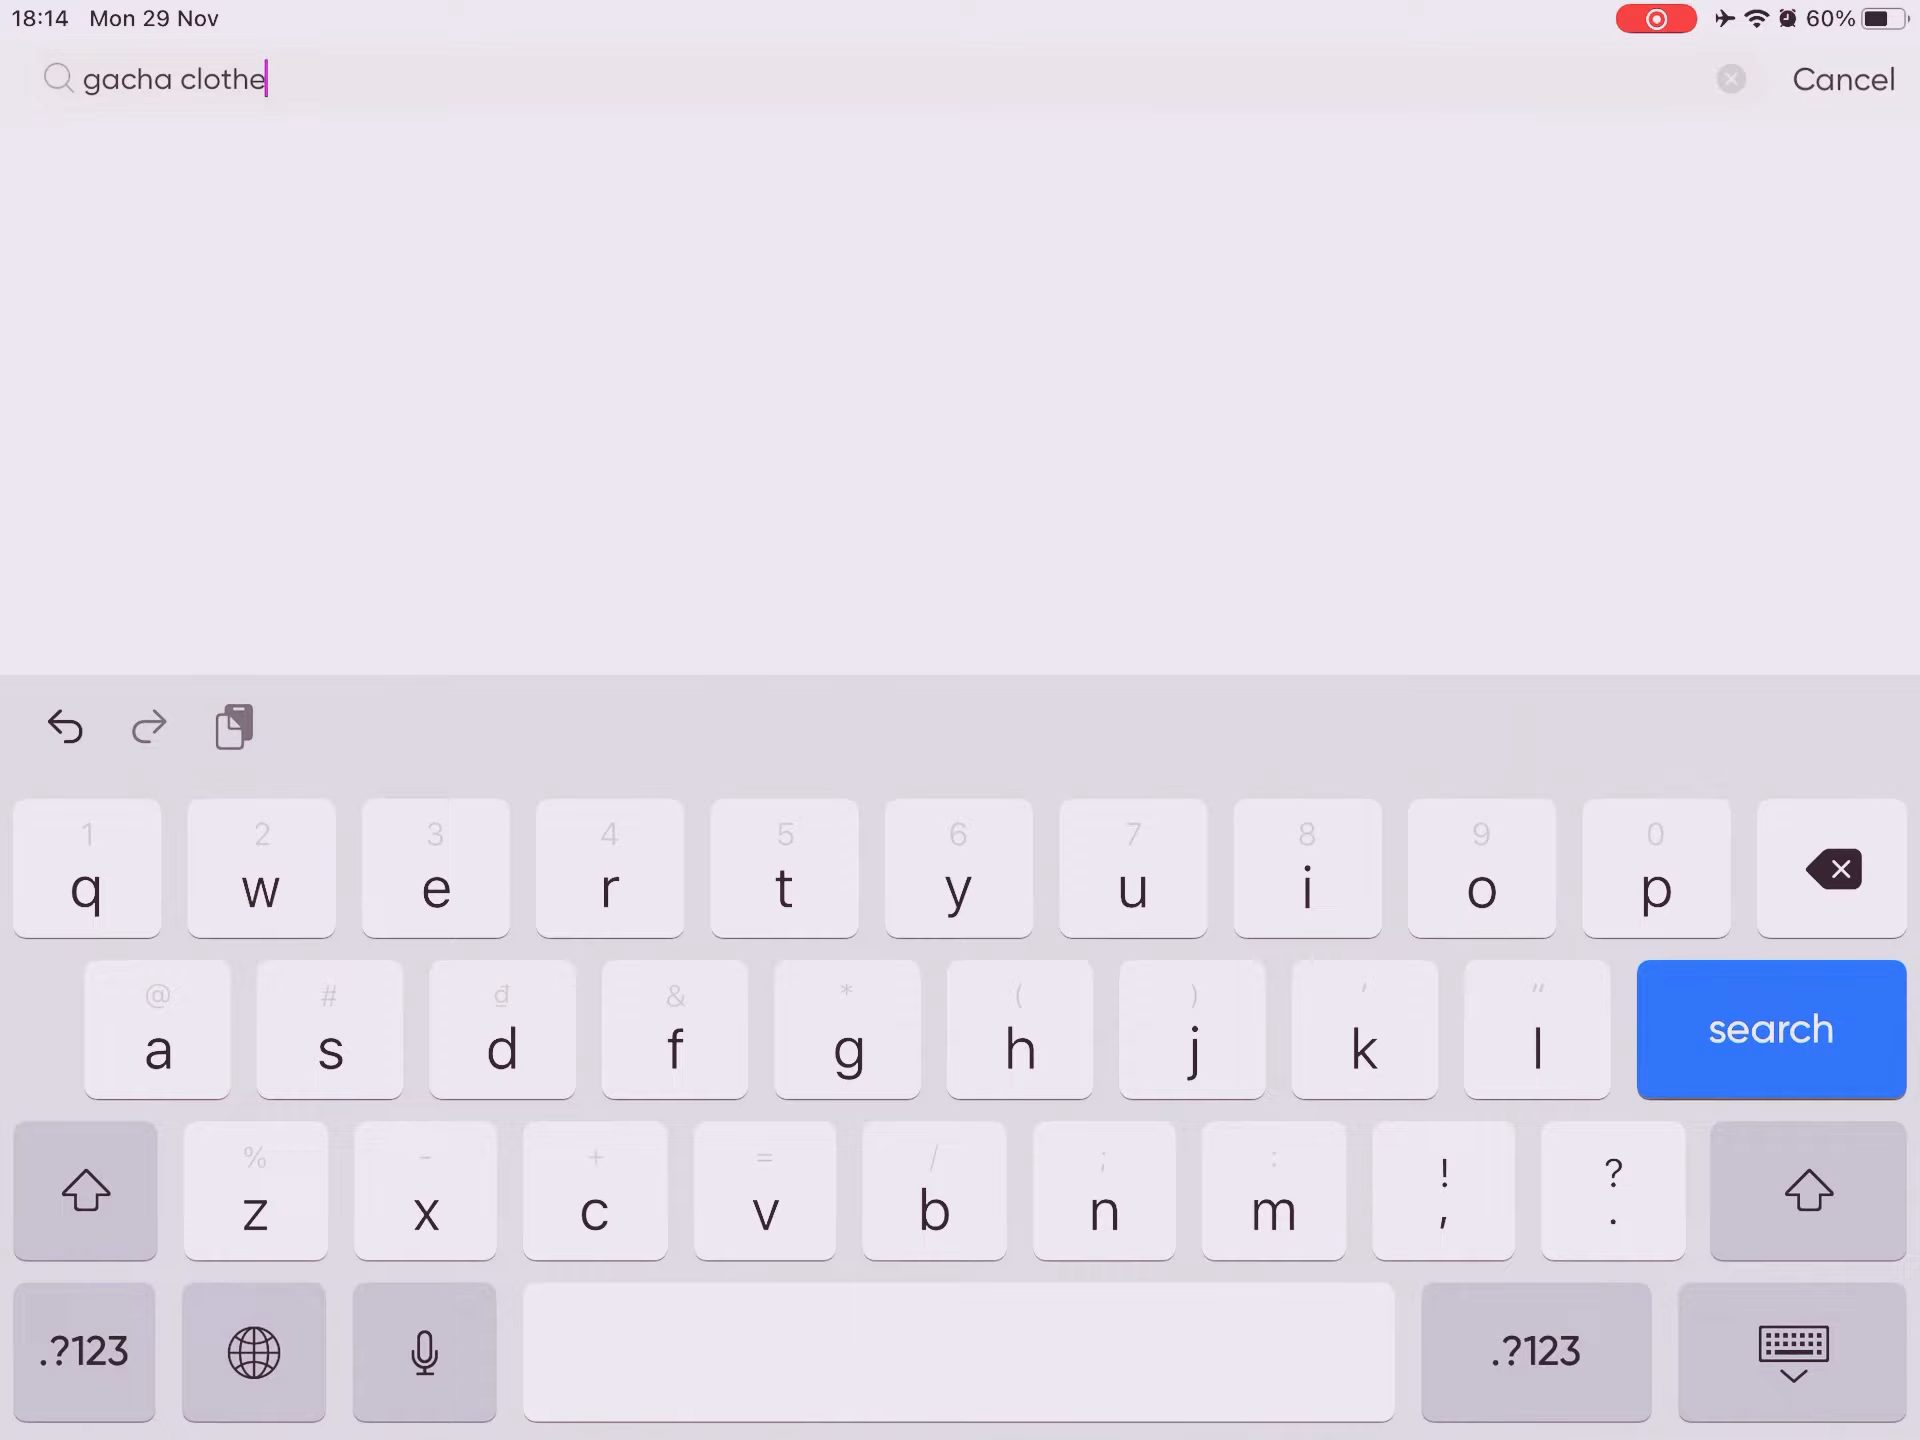 18:14 Mon 29 Nov 60%
gacha clothe Cancel
1 2 3 4 5 6 7 8 9 0
q w e r t y u i o p
@ # ₫ & * ( ) ' "
a s d f g h j k l search
% - + = / ; : ! ?
z x c v b n m , .
.?123 .?123